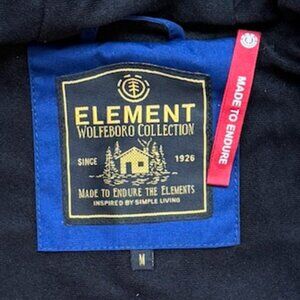 ELEMENT
WOLFEBORO COLLECTION
SINCE 1926
MADE TO ENDURE THE ELEMENTS
INSPIRED BY SIMPLE LIVING
M
MADE TO ENDURE